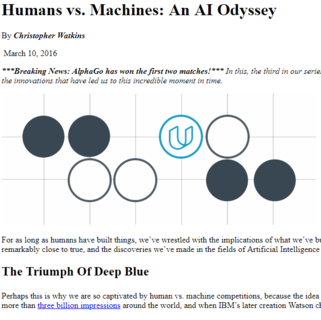 Humans vs. Machines: An AI Odyssey
By Christopher Watkins
March 10, 2016
***Breaking News: AlphaGo has won the first two matches!*** In this, the third in our serie
the innovations that have led us to this incredible moment in time.
For as long as humans have built things, we've wrestled with the implications of what we've bu
remarkably close to true, and the discoveries we've made in the fields of Artificial Intelligence
The Triumph Of Deep Blue
Perhaps this is why we are so captivated by human vs. machine competitions, because the idea
more than three billion impressions around the world, and when IBM's later creation Watson ch